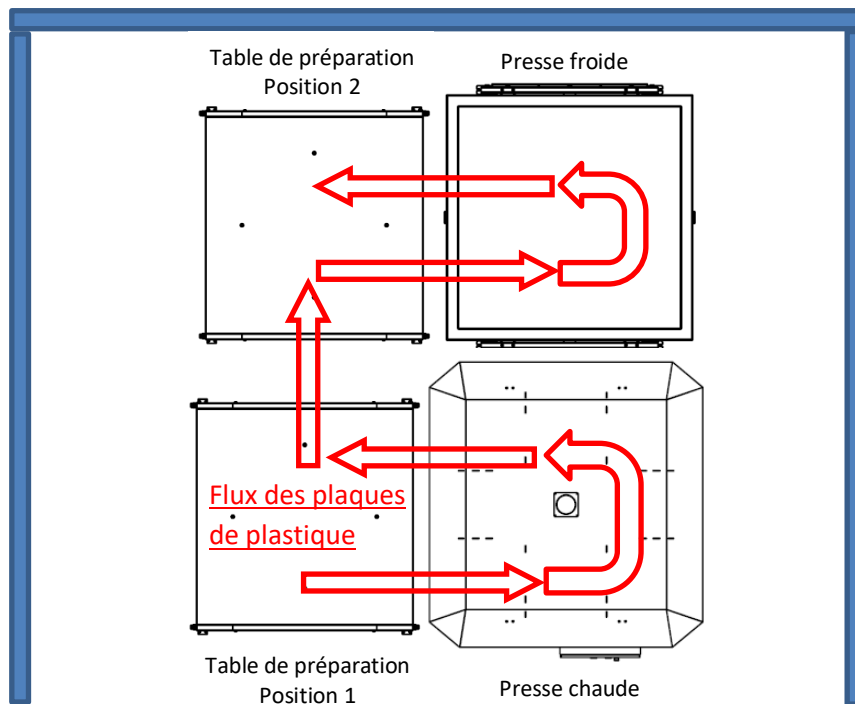 Table de préparation
Position 2
Presse froide
Flux des plaques
de plastique
Table de préparation
Position 1
Presse chaude